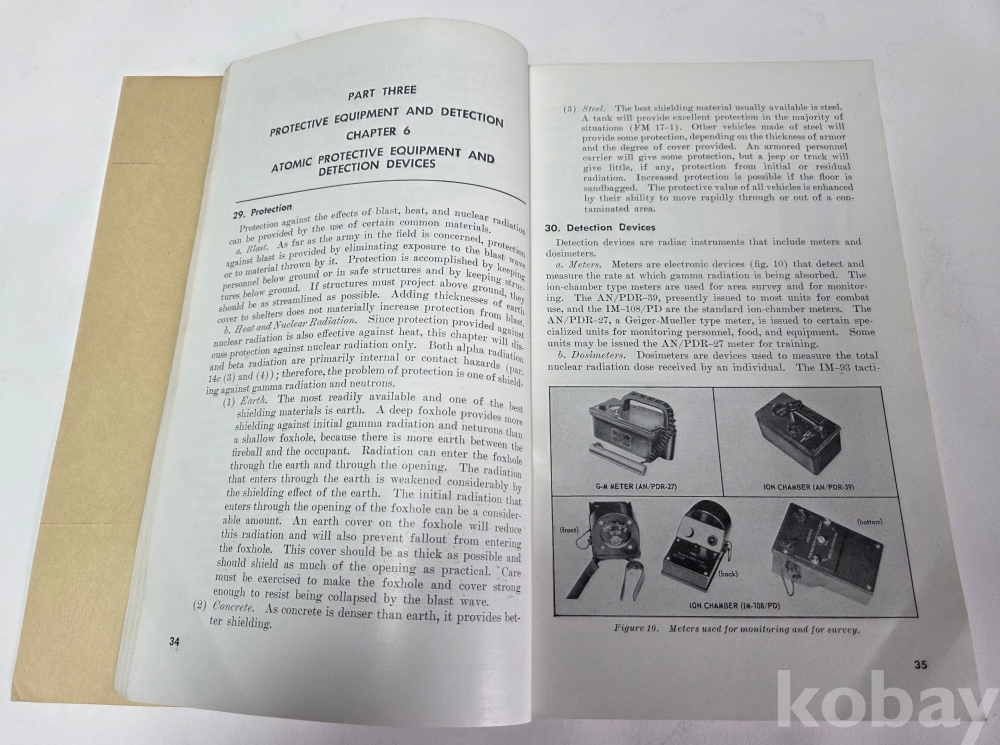 PART THREE
PROTECTIVE EQUIPMENT AND DETECTION
CHAPTER 6
ATOMIC PROTECTIVE EQUIPMENT AND
DETECTION DEVICES
29. Protection
Protection against the effects of blast, heat, and nuclear radiation
can be provided by the use of certain common materials.
a. Blast. As far as the army in the field is concerned, protection
against blast is provided by eliminating exposure to the blast wave
or to material thrown by it. Protection is accomplished by keeping
personnel below ground or in safe structures and by keeping struc-
tures below ground. If structures must project above ground, they
should be as streamlined as possible. Adding thicknesses of earth
cover to shelters does not materially increase protection from blast.
b. Heat and Nuclear Radiation. Since protection provided against
nuclear radiation is also effective against heat, this chapter will dis-
cuss protection against nuclear radiation only. Both alpha radiation
and beta radiation are primarily internal or contact hazards (par.
14c (3) and (4)); therefore, the problem of protection is one of shield-
ing against gamma radiation and neutrons.
(1) Earth. The most readily available and one of the best
shielding materials is earth. A deep foxhole provides more
shielding against initial gamma radiation and neturons than
a shallow foxhole, because there is more earth between the
fireball and the occupant. Radiation can enter the foxhole
through the earth and through the opening. The radiation
that enters through the earth is weakened considerably by
the shielding effect of the earth. The initial radiation that
enters through the opening of the foxhole can be a consider-
able amount. An earth cover on the foxhole will reduce
this radiation and will also prevent fallout from entering
the foxhole. This cover should be as thick as possible and
should shield as much of the opening as practical. Care
must be exercised to make the foxhole and cover strong
enough to resist being collapsed by the blast wave.
(2) Concrete. As concrete is denser than earth, it provides bet-
ter shielding.
34
(3) Steel. The best shielding material usually available is steel.
A tank will provide excellent protection in the majority of
situations (FM 17-1). Other vehicles made of steel will
provide some protection, depending on the thickness of armor
and the degree of cover provided. An armored personnel
carrier will give some protection, but a jeep or truck will
give little, if any, protection from initial or residual
radiation. Increased protection is possible if the floor is
sandbagged. The protective value of all vehicles is enhanced
by their ability to move rapidly through or out of a con-
taminated area.
30. Detection Devices
Detection devices are radiac instruments that include meters and
dosimeters.
a. Meters. Meters are electronic devices (fig. 10) that detect and
measure the rate at which gamma radiation is being absorbed. The
ion-chamber type meters are used for area survey and for monitor-
ing. The AN/PDR-39, presently issued to most units for combat
use, and the IM-108/PD are the standard ion-chamber meters. The
AN/PDR-27, a Geiger-Mueller type meter, is issued to certain spe-
cialized units for monitoring personnel, food, and equipment. Some
units may be issued the AN/PDR-27 meter for training.
b. Dosimeters. Dosimeters are devices used to measure the total
nuclear radiation dose received by an individual. The IM-93 tacti-
G-M METER (AN/PDR-27)
ION CHAMBER (AN/PDR-39)
(front)
(back)
(bottom)
ION CHAMBER (IM-108/PD)
Figure 10. Meters used for monitoring and for survey.
35
kobay